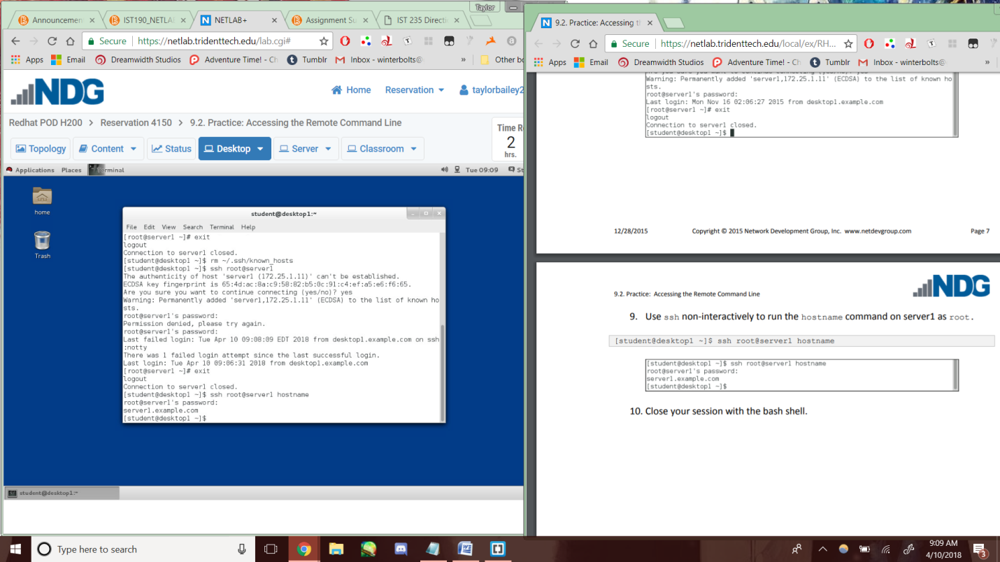 Taylor
Announcemen
IST190_NETLA
NETLAB+
Assignment Su
IST 235 Directi
Secure https://netlab.tridenttech.edu/lab.cgi#
Apps Email Dreamwidth Studios Adventure Time! - Ch Tumblr Inbox - winterbolts@ » Other bo
NDG
Home Reservation taylorbailey2
Redhat POD H200 > Reservation 4150 > 9.2. Practice: Accessing the Remote Command Line
Time R
2
hrs.
Topology Content Status Desktop Server Classroom
Applications Places Terminal Tue 09:09 St
home
Trash
student@desktop1:~
File Edit View Search Terminal Help
[root@server1 ~]# exit
logout
Connection to server1 closed.
[student@desktop1 ~]$ rm ~/.ssh/known_hosts
[student@desktop1 ~]$ ssh root@server1
The authenticity of host 'server1 (172.25.1.11)' can't be established.
ECDSA key fingerprint is 65:4d:ac:8a:c9:58:82:b5:0c:91:c4:ef:a5:e6:f6:65.
Are you sure you want to continue connecting (yes/no)? yes
Warning: Permanently added 'server1,172.25.1.11' (ECDSA) to the list of known ho
sts.
root@server1's password:
Permission denied, please try again.
root@server1's password:
Last failed login: Tue Apr 10 09:08:09 EDT 2018 from desktop1.example.com on ssh
:notty
There was 1 failed login attempt since the last successful login.
Last login: Tue Apr 10 09:06:31 2018 from desktop1.example.com
[root@server1 ~]# exit
logout
Connection to server1 closed.
[student@desktop1 ~]$ ssh root@server1 hostname
root@server1's password:
server1.example.com
[student@desktop1 ~]$
student@desktop1:~
9.2. Practice: Accessing th
Secure https://netlab.tridenttech.edu/local/ex/RH...
Apps Email Dreamwidth Studios Adventure Time! - Ch Tumblr Inbox - winterbolts@ »
Are you sure you want to continue connecting (yes/no)? yes
Warning: Permanently added 'server1,172.25.1.11' (ECDSA) to the list of known ho
sts.
root@server1's password:
Last login: Mon Nov 16 02:06:27 2015 from desktop1.example.com
[root@server1 ~]# exit
logout
Connection to server1 closed.
[student@desktop1 ~]$
12/28/2015 Copyright © 2015 Network Development Group, Inc. www.netdevgroup.com Page 7
9.2. Practice: Accessing the Remote Command Line
NDG
9. Use ssh non-interactively to run the hostname command on server1 as root.
[student@desktop1 ~]$ ssh root@server1 hostname
[student@desktop1 ~]$ ssh root@server1 hostname
root@server1's password:
server1.example.com
[student@desktop1 ~]$
10. Close your session with the bash shell.
Type here to search
9:09 AM
4/10/2018
3